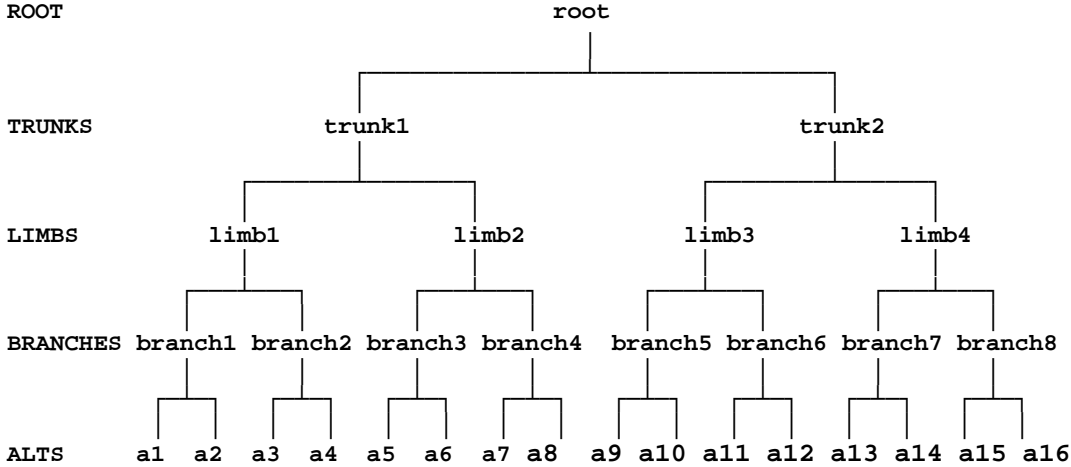 ROOT root
TRUNKS trunk1 trunk2
LIMBS limb1 limb2 limb3 limb4
BRANCHES branch1 branch2 branch3 branch4 branch5 branch6 branch7 branch8
ALTS a1 a2 a3 a4 a5 a6 a7 a8 a9 a10 a11 a12 a13 a14 a15 a16